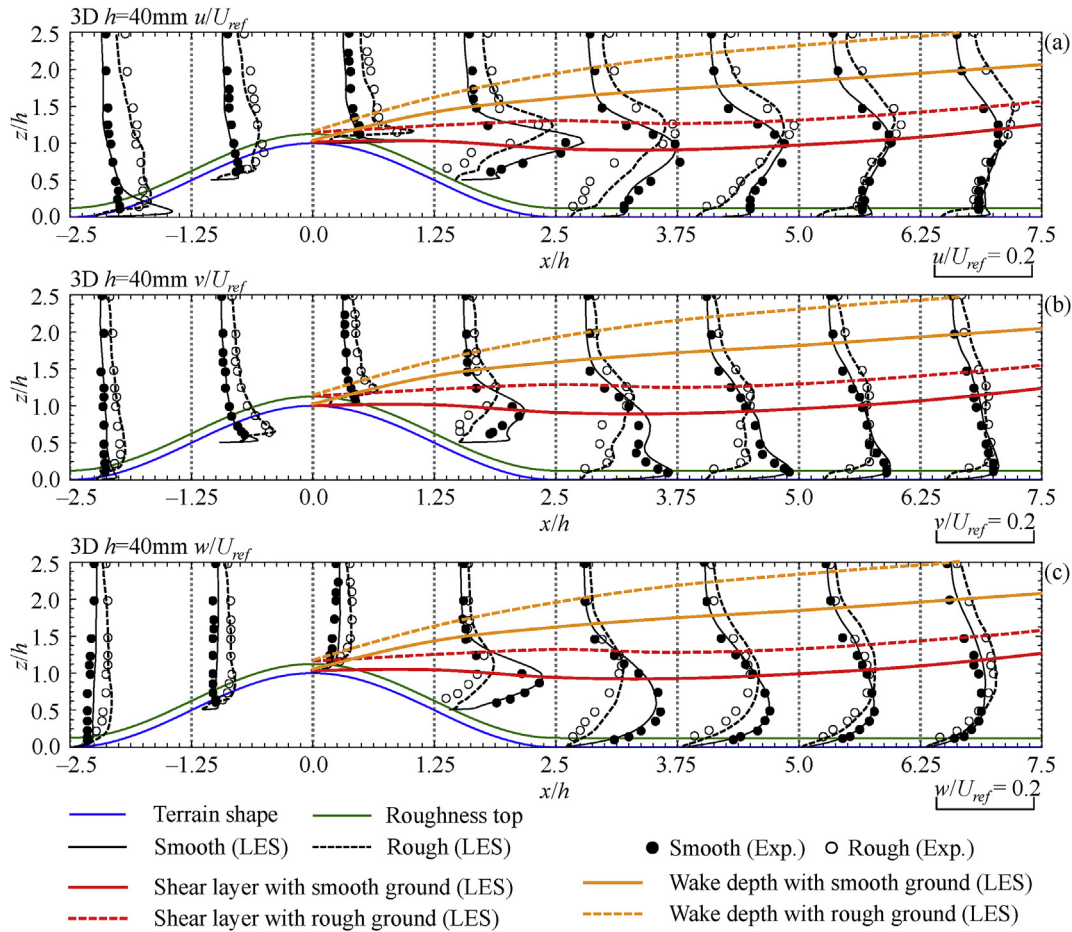 3D h=40mm u/U_ref
(a)
2.5
2.0
1.5
1.0
0.5
0.0
z/h
−2.5 −1.25 0.0 1.25 2.5 3.75 5.0 6.25 7.5
x/h
u/U_ref = 0.2
3D h=40mm v/U_ref
(b)
2.5
2.0
1.5
1.0
0.5
0.0
z/h
−2.5 −1.25 0.0 1.25 2.5 3.75 5.0 6.25 7.5
x/h
v/U_ref = 0.2
3D h=40mm w/U_ref
(c)
2.5
2.0
1.5
1.0
0.5
0.0
z/h
−2.5 −1.25 0.0 1.25 2.5 3.75 5.0 6.25 7.5
x/h
w/U_ref = 0.2
Terrain shape
Roughness top
Smooth (LES)
Rough (LES)
Smooth (Exp.)
Rough (Exp.)
Shear layer with smooth ground (LES)
Wake depth with smooth ground (LES)
Shear layer with rough ground (LES)
Wake depth with rough ground (LES)